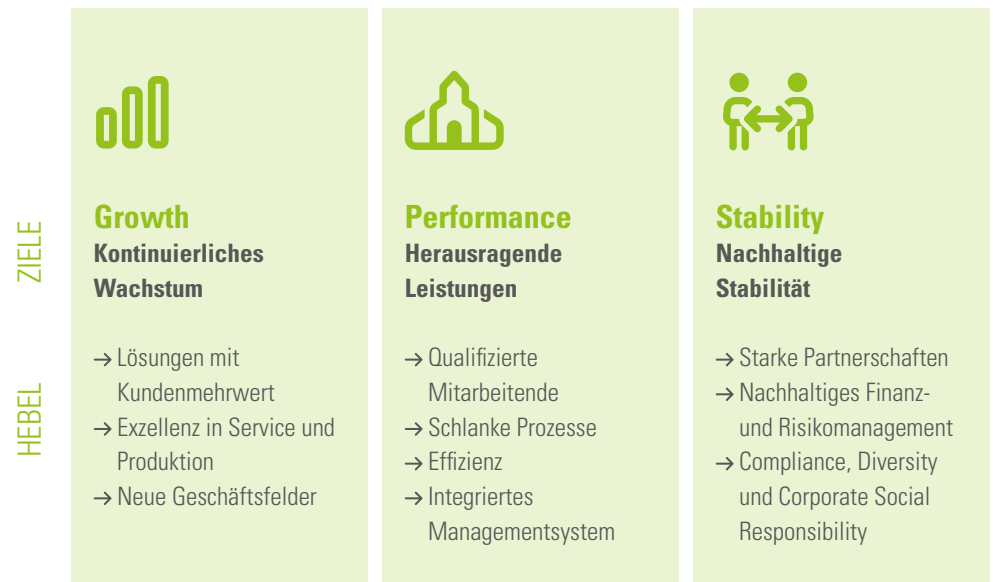 ZIELE
HEBEL
Growth
Kontinuierliches
Wachstum
→ Lösungen mit
Kundenmehrwert
→ Exzellenz in Service und
Produktion
→ Neue Geschäftsfelder
Performance
Herausragende
Leistungen
→ Qualifizierte
Mitarbeitende
→ Schlanke Prozesse
→ Effizienz
→ Integriertes
Managementsystem
Stability
Nachhaltige
Stabilität
→ Starke Partnerschaften
→ Nachhaltiges Finanz-
und Risikomanagement
→ Compliance, Diversity
und Corporate Social
Responsibility